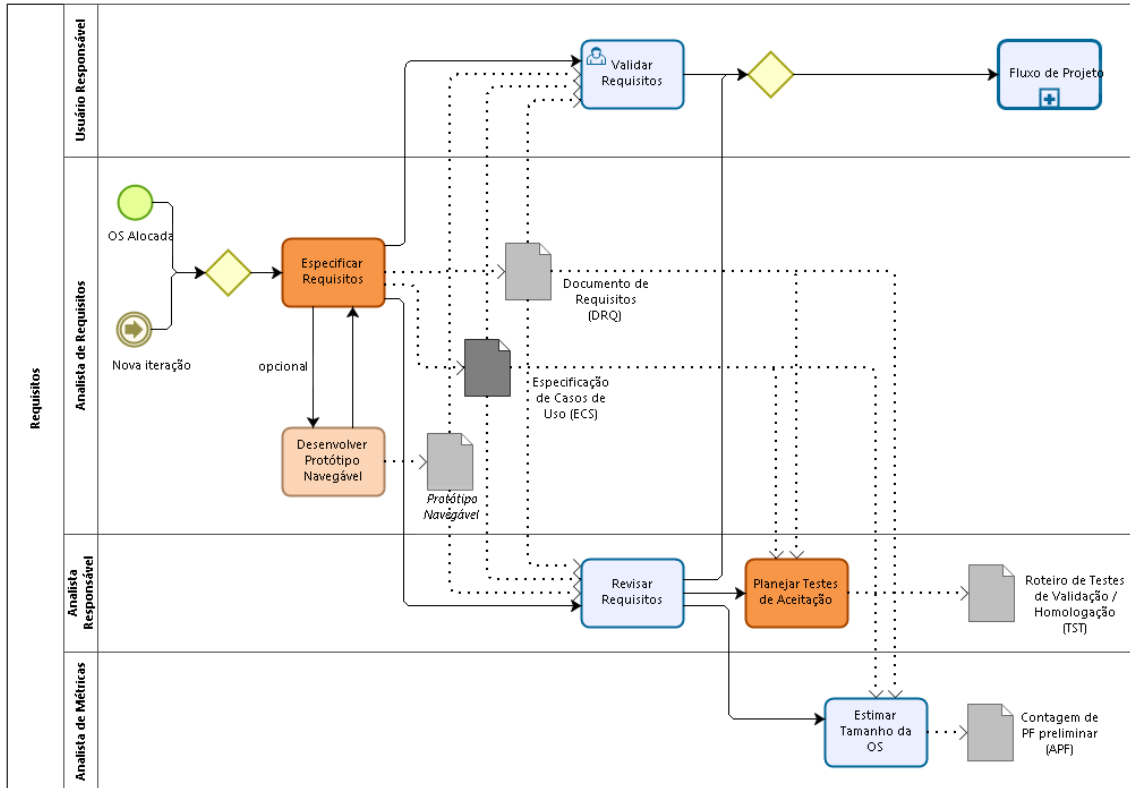 Requisitos
Usuário Responsável
Validar
Requisitos
Fluxo de Projeto
Analista de Requisitos
OS Alocada
Nova iteração
Especificar
Requisitos
opcional
Desenvolver
Protótipo
Navegável
Documento de
Requisitos
(DRQ)
Especificação
de Casos de
Uso (ECS)
Protótipo
Navegável
Analista
Responsável
Revisar
Requisitos
Planejar Testes
de Aceitação
Roteiro de Testes
de Validação /
Homologação
(TST)
Analista de Métricas
Estimar
Tamanho da
OS
Contagem de
PF preliminar
(APF)